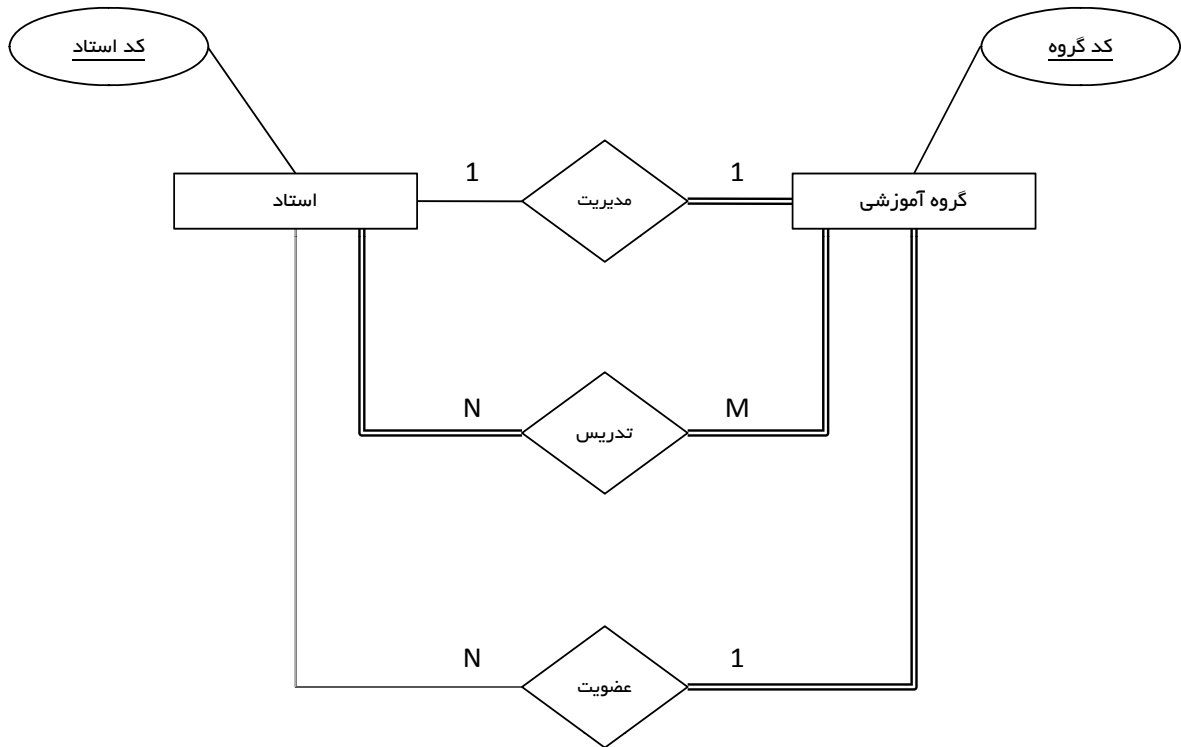 کد استاد
کد گروه
استاد
1
مدیریت
1
گروه آموزشی
N
تدریس
M
N
عضویت
1